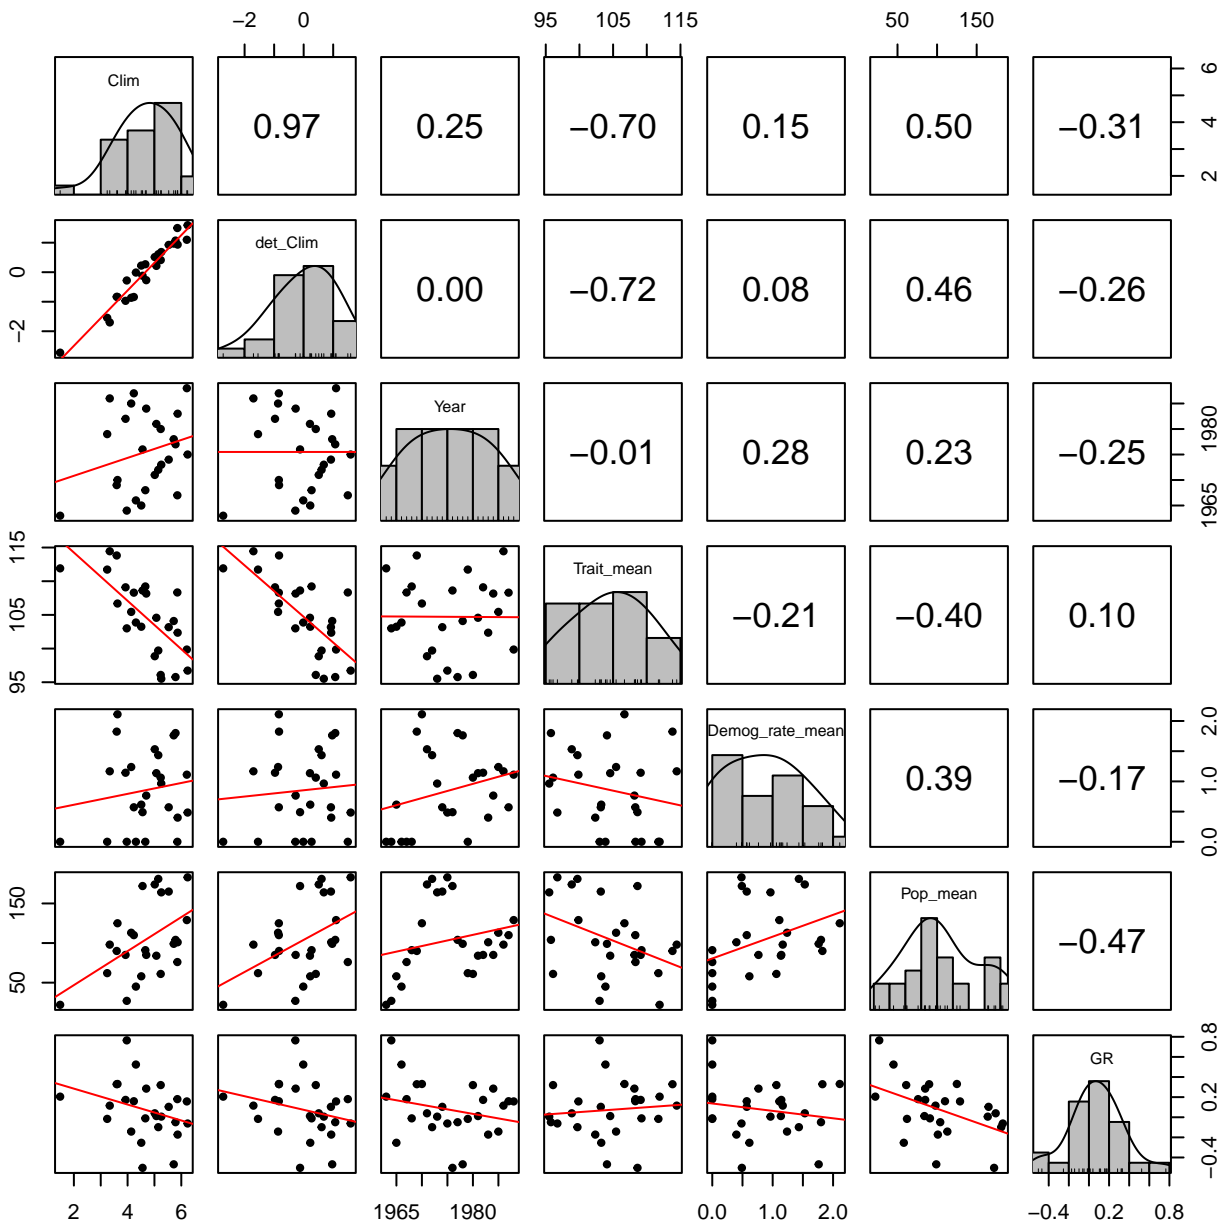 −2 0 95 105 115 50 150
Clim 0.97 0.25 −0.70 0.15 0.50 −0.31 2 4 6
−2 0 det_Clim 0.00 −0.72 0.08 0.46 −0.26
Year −0.01 0.28 0.23 −0.25 1965 1980
95 105 115 Trait_mean −0.21 −0.40 0.10
Demog_rate_mean 0.39 −0.17 0.0 1.0 2.0
50 150 Pop_mean −0.47
GR −0.4 0.2 0.8
2 4 6 1965 1980 0.0 1.0 2.0 −0.4 0.2 0.8